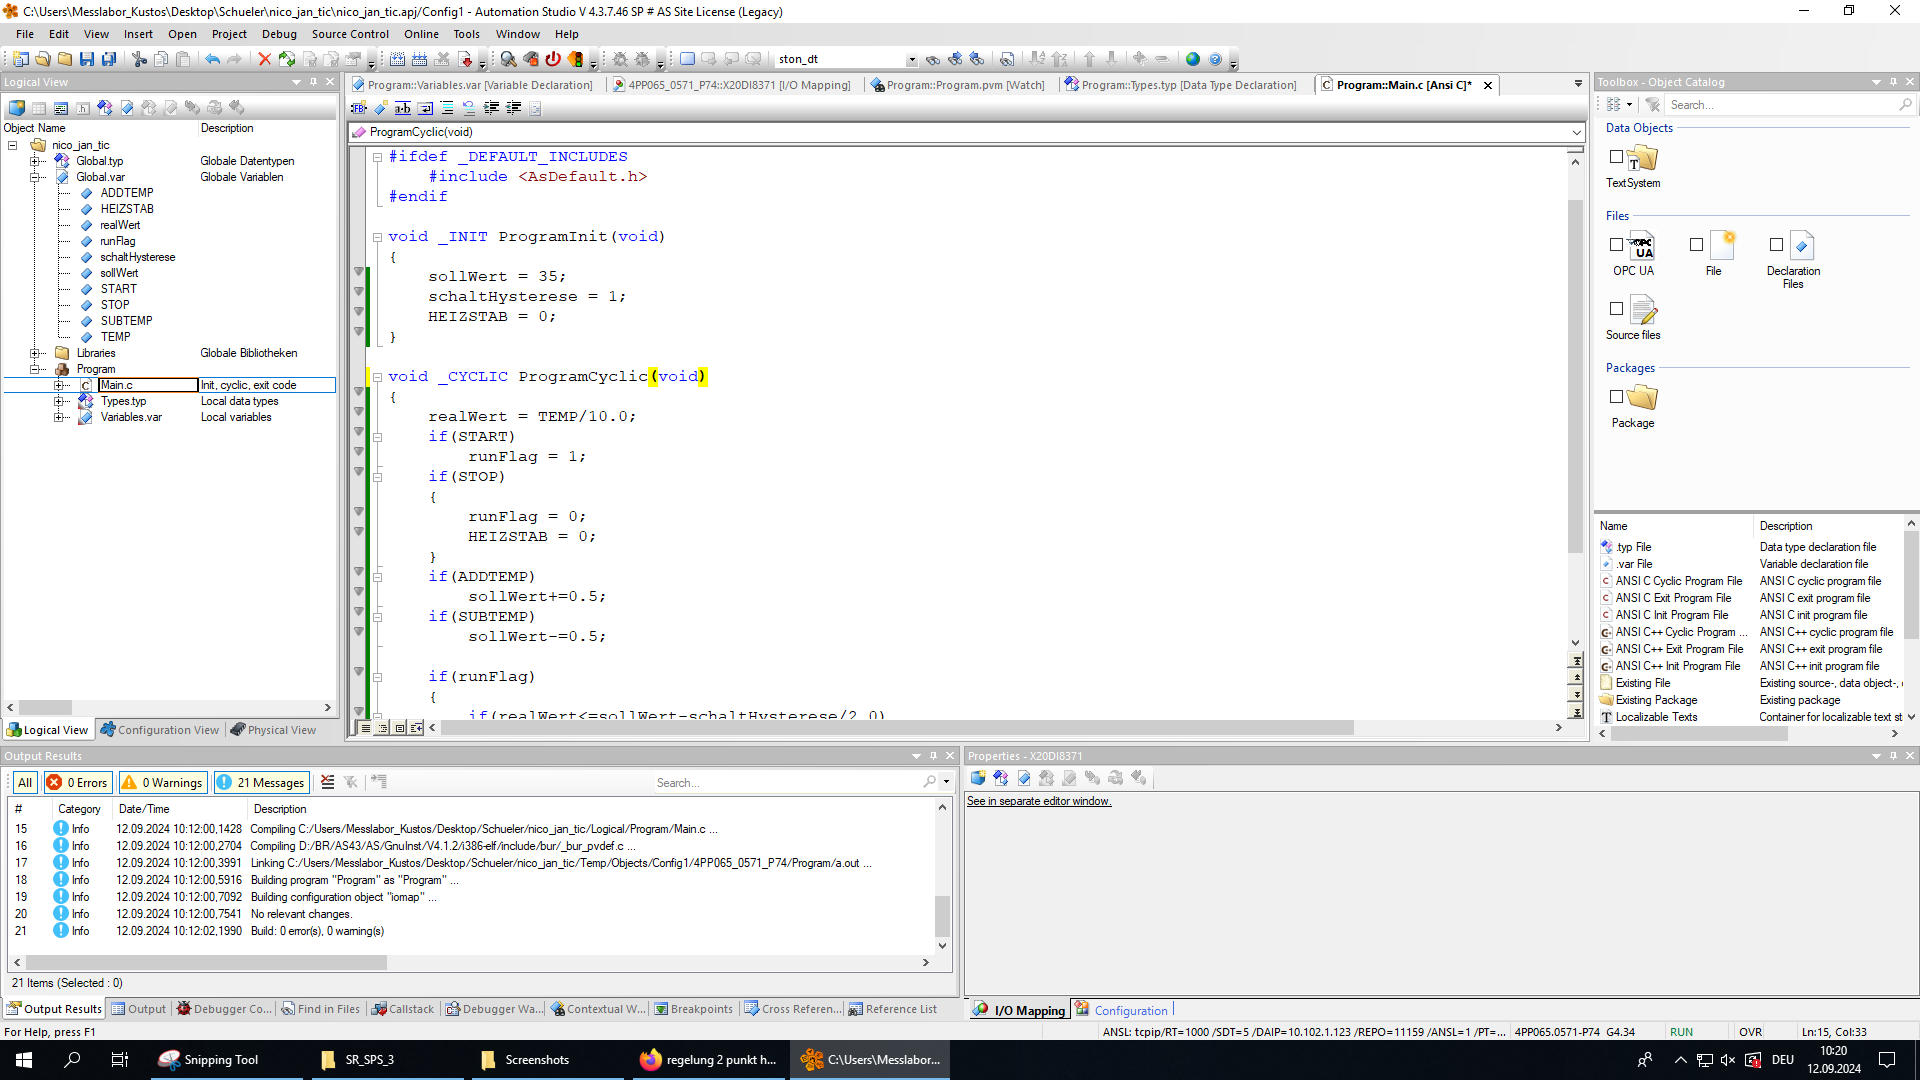 C:\Users\Messlabor_Kustos\Desktop\Schueler\nico_jan_tic\nico_jan_tic.apj/Config1 - Automation Studio V 4.3.7.46 SP # AS Site License (Legacy)
File Edit View Insert Open Project Debug Source Control Online Tools Window Help
ston_dt
Logical View
Program::Variables.var [Variable Declaration]
4PP065_0571_P74::X20DI8371 [I/O Mapping]
Program::Program.pvm [Watch]
Program::Types.typ [Data Type Declaration]
Program::Main.c [Ansi C]*
Toolbox - Object Catalog
Search...
Object Name Description
ProgramCyclic(void)
nico_jan_tic
Global.typ Globale Datentypen
Global.var Globale Variablen
ADDTEMP
HEIZSTAB
realWert
runFlag
schaltHysterese
sollWert
START
STOP
SUBTEMP
TEMP
Libraries Globale Bibliotheken
Program
Main.c Init, cyclic, exit code
Types.typ Local data types
Variables.var Local variables
Logical View Configuration View Physical View
#ifdef _DEFAULT_INCLUDES
#include <AsDefault.h>
#endif
void _INIT ProgramInit(void)
{
sollWert = 35;
schaltHysterese = 1;
HEIZSTAB = 0;
}
void _CYCLIC ProgramCyclic(void)
{
realWert = TEMP/10.0;
if(START)
runFlag = 1;
if(STOP)
{
runFlag = 0;
HEIZSTAB = 0;
}
if(ADDTEMP)
sollWert+=0.5;
if(SUBTEMP)
sollWert-=0.5;
if(runFlag)
{
if(realWert<=sollWert-schaltHysterese/2.0)
Data Objects
TextSystem
Files
OPC UA
File
Declaration Files
Source files
Packages
Package
Name Description
.typ File Data type declaration file
.var File Variable declaration file
ANSI C Cyclic Program File ANSI C cyclic program file
ANSI C Exit Program File ANSI C exit program file
ANSI C Init Program File ANSI C init program file
ANSI C++ Cyclic Program ... ANSI C++ cyclic program file
ANSI C++ Exit Program File ANSI C++ exit program file
ANSI C++ Init Program File ANSI C++ init program file
Existing File Existing source-, data object-,
Existing Package Existing package
Localizable Texts Container for localizable text st
Output Results
All 0 Errors 0 Warnings 21 Messages
Search...
# Category Date/Time Description
15 Info 12.09.2024 10:12:00,1428 Compiling C:/Users/Messlabor_Kustos/Desktop/Schueler/nico_jan_tic/Logical/Program/Main.c ...
16 Info 12.09.2024 10:12:00,2704 Compiling D:/BR/AS43/AS/GnuInst/V4.1.2/i386-elf/include/bur/_bur_pvdef.c ...
17 Info 12.09.2024 10:12:00,3991 Linking C:/Users/Messlabor_Kustos/Desktop/Schueler/nico_jan_tic/Temp/Objects/Config1/4PP065_0571_P74/Program/a.out ...
18 Info 12.09.2024 10:12:00,5916 Building program "Program" as "Program" ...
19 Info 12.09.2024 10:12:00,7092 Building configuration object "iomap" ...
20 Info 12.09.2024 10:12:00,7541 No relevant changes.
21 Info 12.09.2024 10:12:02,1990 Build: 0 error(s), 0 warning(s)
21 Items (Selected : 0)
Output Results Output Debugger Co... Find in Files Callstack Debugger Wa... Contextual W... Breakpoints Cross Referen... Reference List
Properties - X20DI8371
See in separate editor window.
I/O Mapping Configuration
For Help, press F1
ANSL: tcpip/RT=1000 /SDT=5 /DAIP=10.102.1.123 /REPO=11159 /ANSL=1 /PT=... 4PP065.0571-P74 G4.34 RUN OVR Ln:15, Col:33
Snipping Tool SR_SPS_3 Screenshots regelung 2 punkt h... C:\Users\Messlabor...
DEU
10:20
12.09.2024